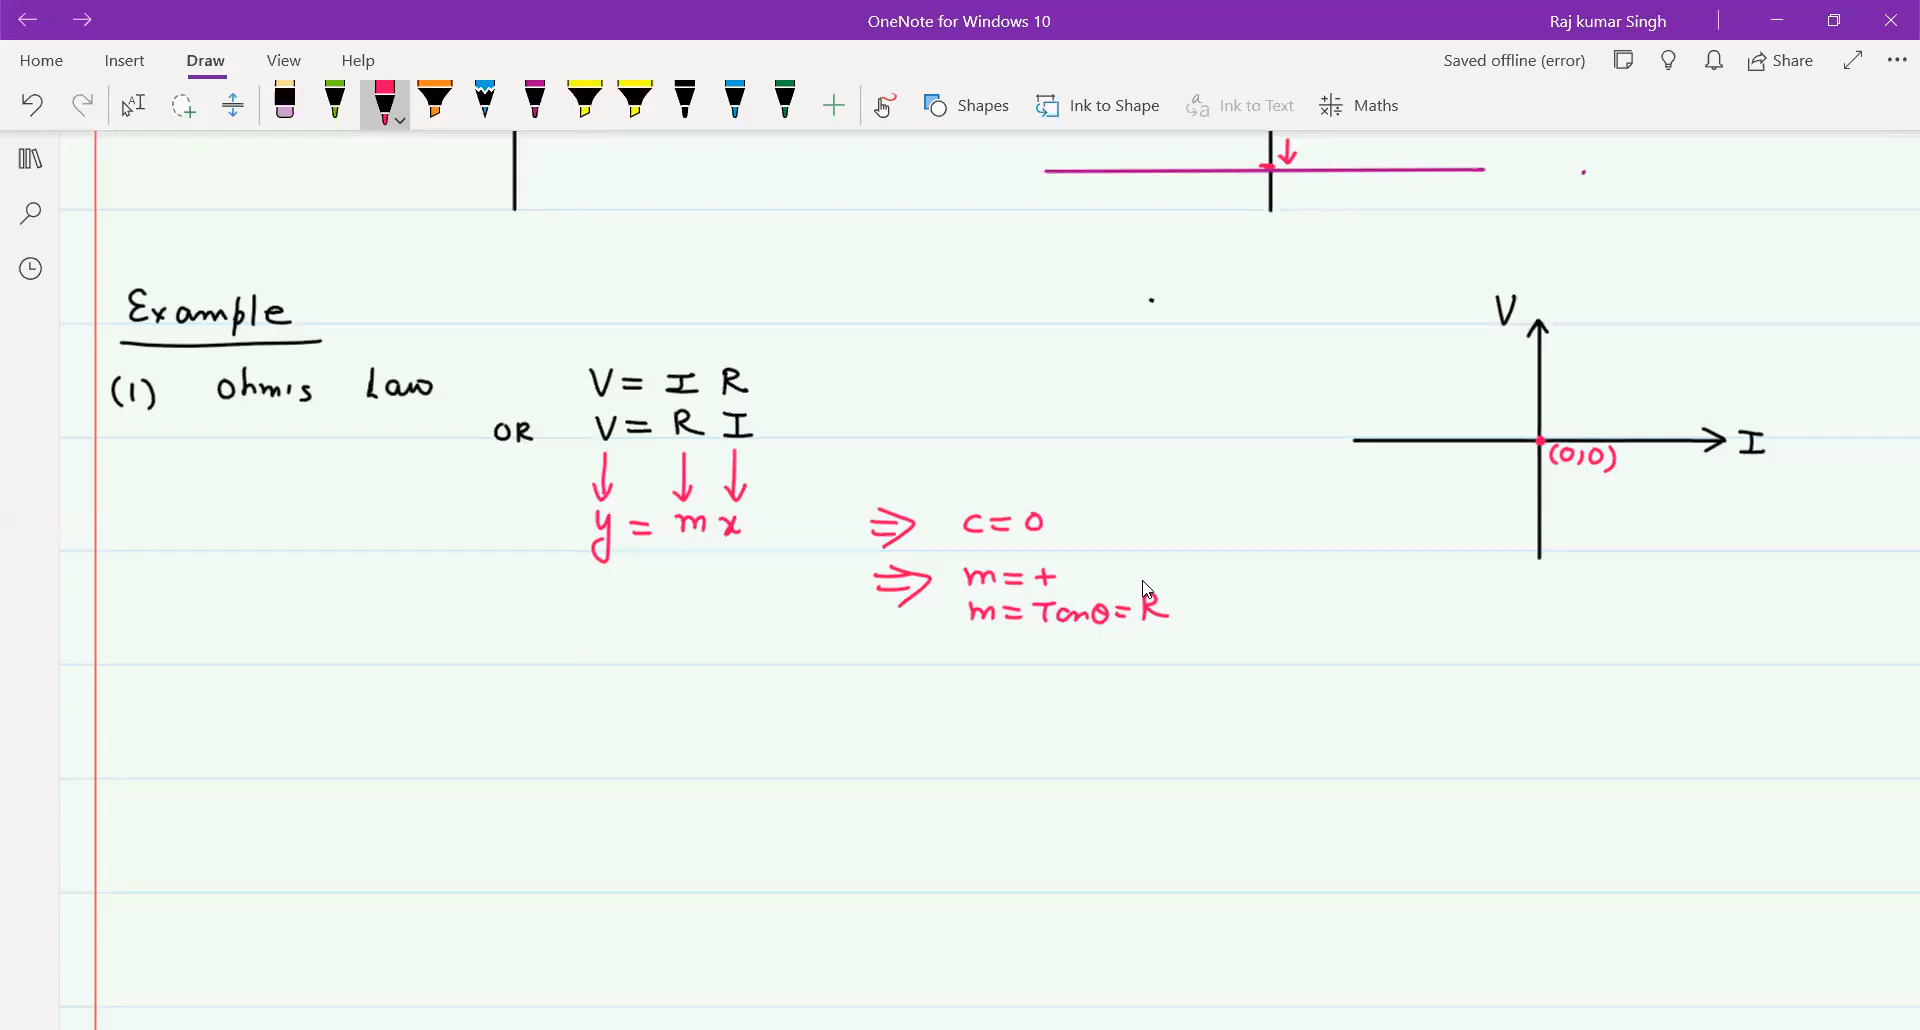 OneNote for Windows 10
Raj kumar Singh
Home Insert Draw View Help
Saved offline (error)
Share
Shapes
Ink to Shape
Ink to Text
Maths
Example
(1) ohm's Law
V = I R
OR V = R I
y = m x
⇒ c = 0
⇒ m = +
m = Tanθ = R
V
I
(0,0)